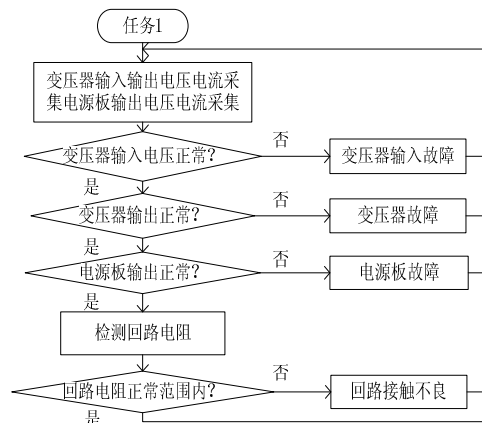 任务1
变压器输入输出电压电流采
集电源板输出电压电流采集
变压器输入电压正常?
否
变压器输入故障
是
变压器输出正常?
否
变压器故障
是
电源板输出正常?
否
电源板故障
是
检测回路电阻
回路电阻正常范围内?
否
回路接触不良
是